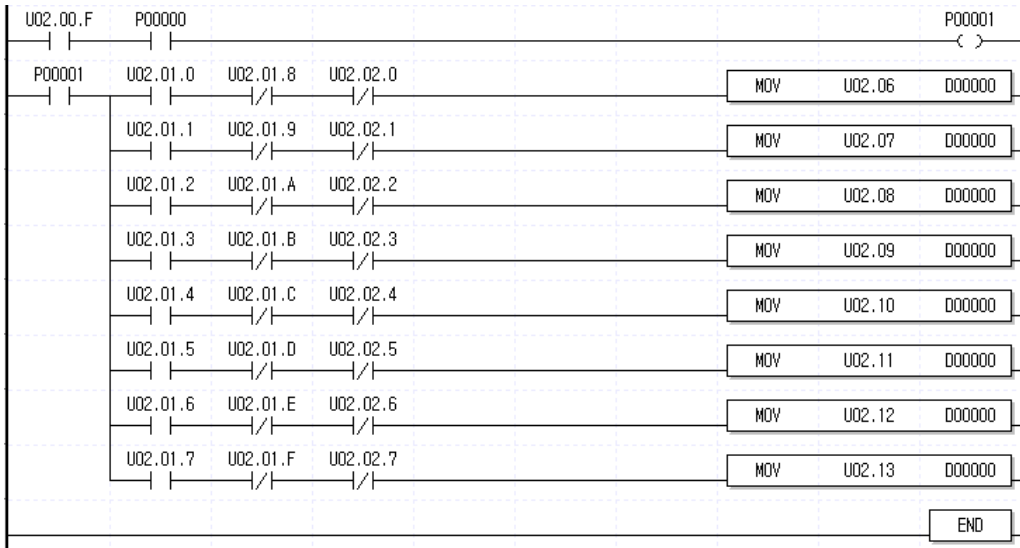 U02.00.F P00000 P00001
P00001 U02.01.0 U02.01.8 U02.02.0 MOV U02.06 D00000
U02.01.1 U02.01.9 U02.02.1 MOV U02.07 D00000
U02.01.2 U02.01.A U02.02.2 MOV U02.08 D00000
U02.01.3 U02.01.B U02.02.3 MOV U02.09 D00000
U02.01.4 U02.01.C U02.02.4 MOV U02.10 D00000
U02.01.5 U02.01.D U02.02.5 MOV U02.11 D00000
U02.01.6 U02.01.E U02.02.6 MOV U02.12 D00000
U02.01.7 U02.01.F U02.02.7 MOV U02.13 D00000
END